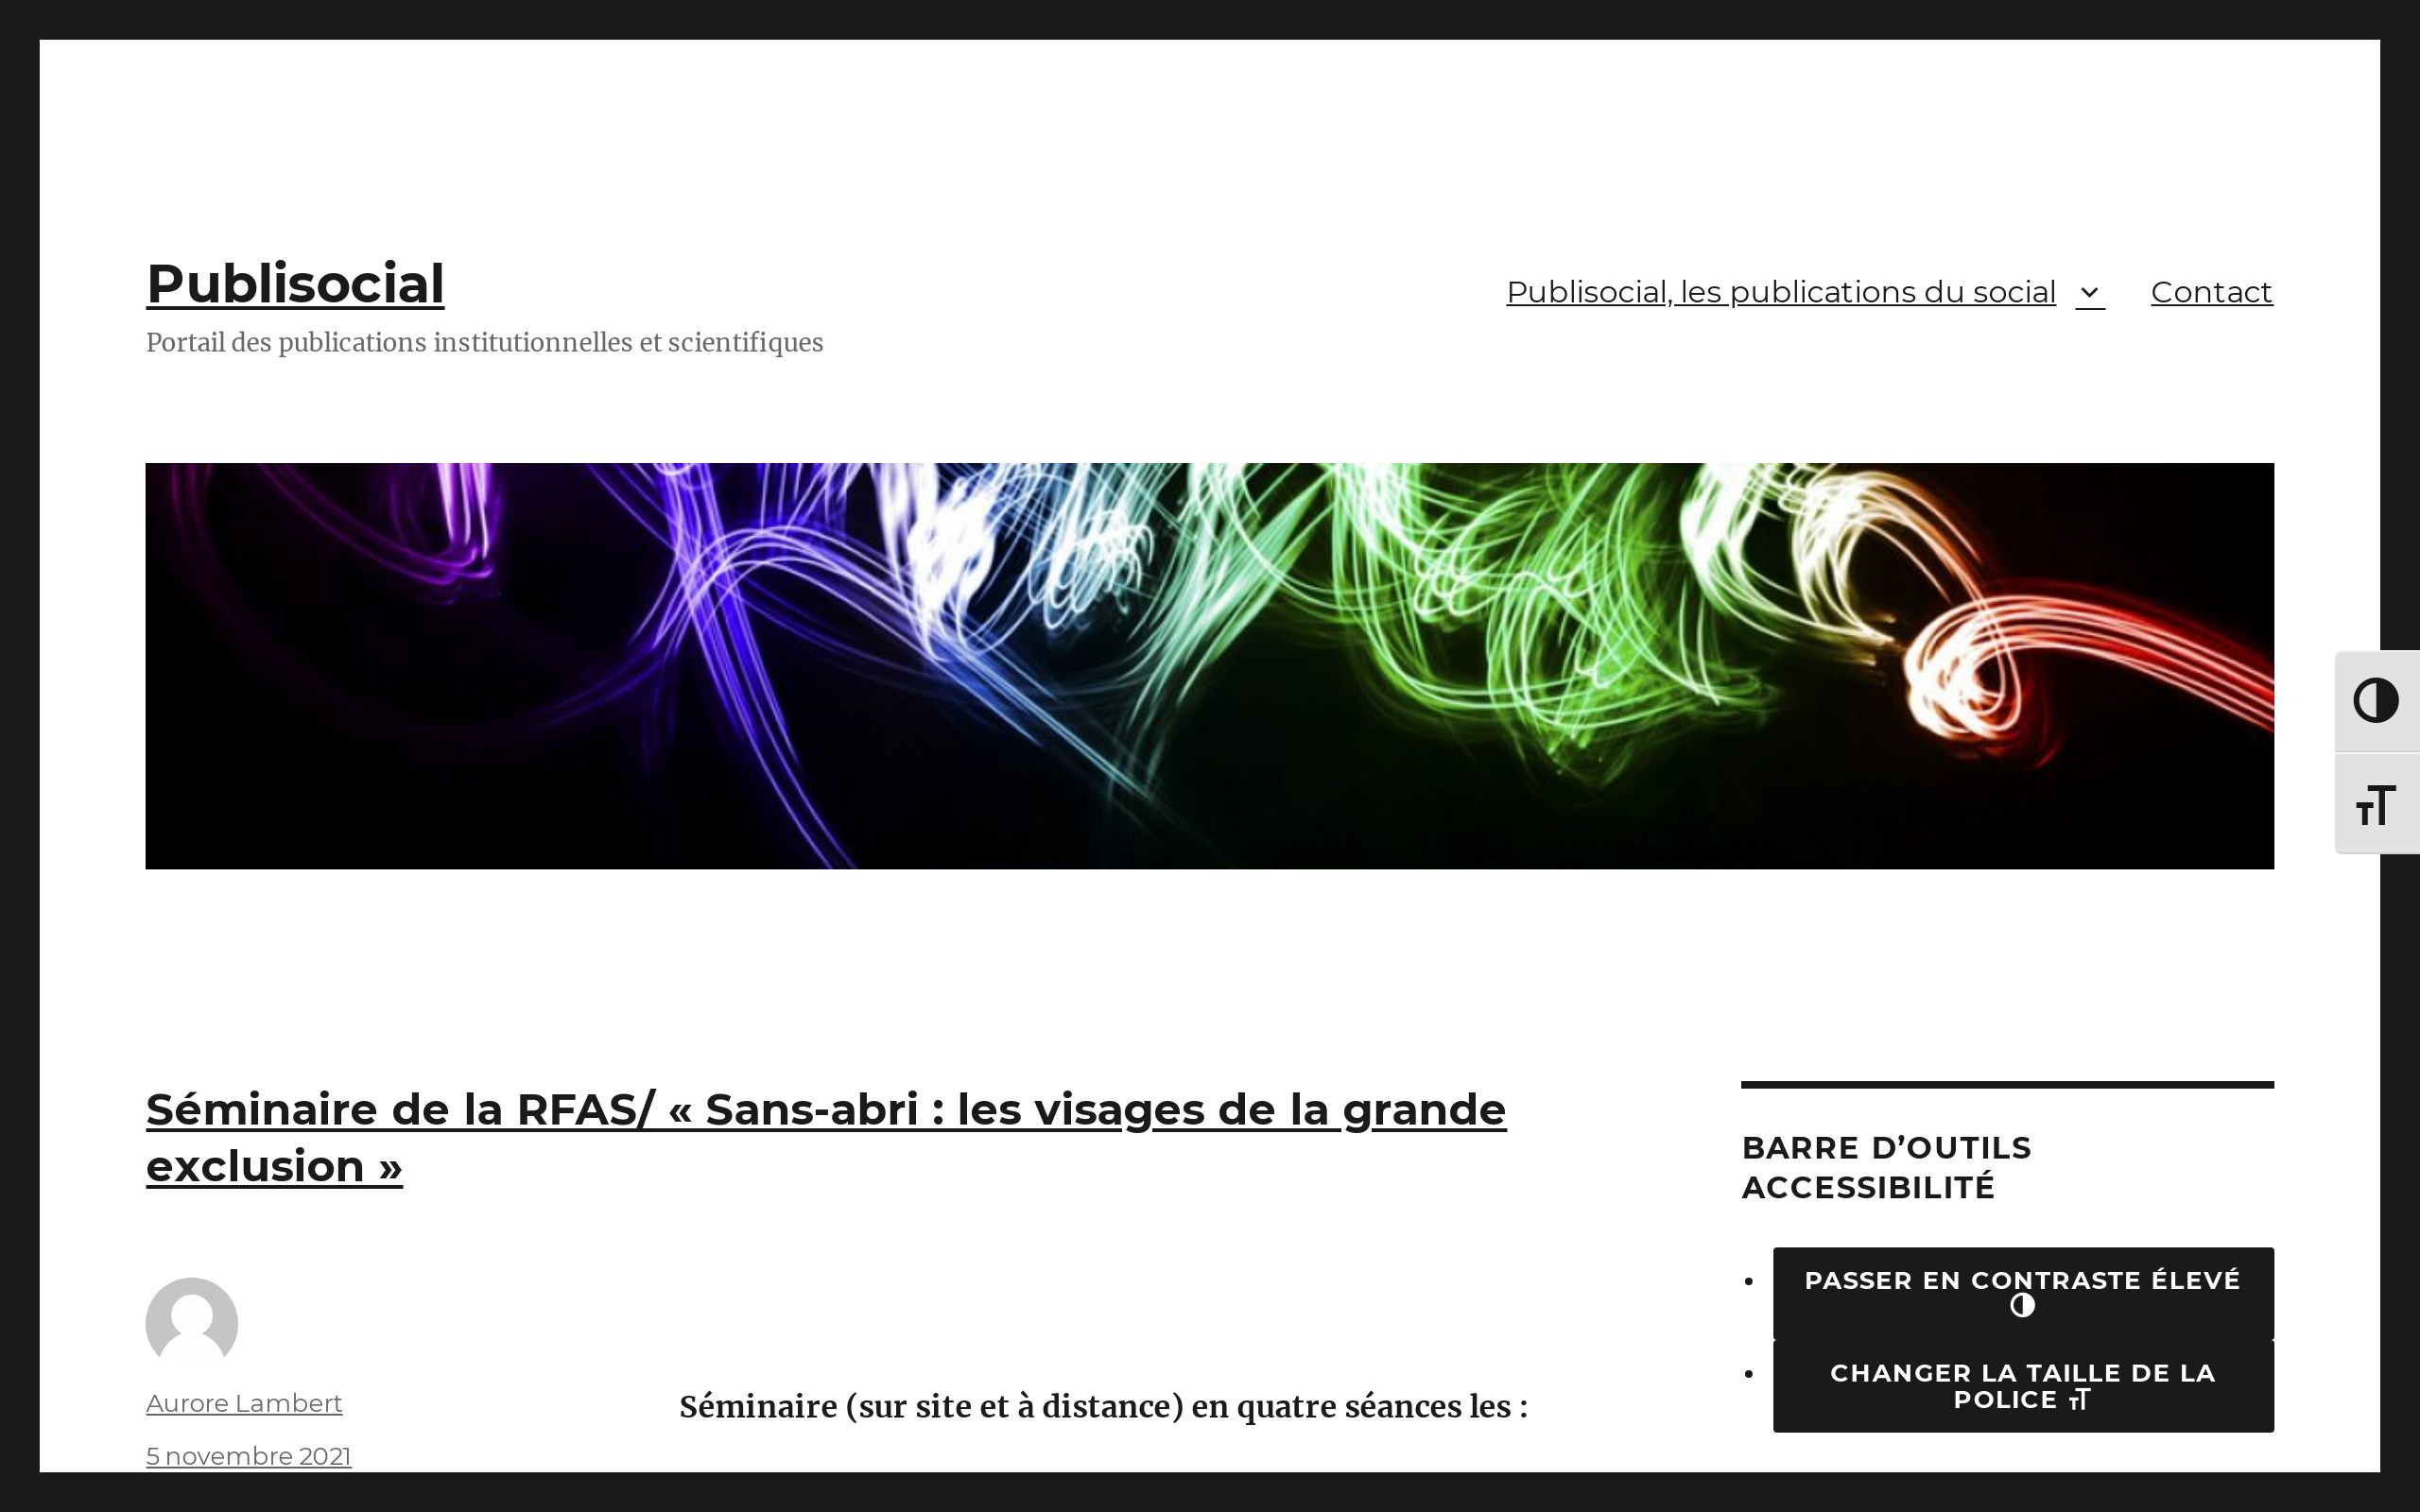 Publisocial
Portail des publications institutionnelles et scientifiques
Publisocial, les publications du social
Contact
Séminaire de la RFAS/ « Sans-abri : les visages de la grande
exclusion »
Aurore Lambert
5 novembre 2021
Séminaire (sur site et à distance) en quatre séances les :
BARRE D’OUTILS
ACCESSIBILITÉ
PASSER EN CONTRASTE ÉLEVÉ
CHANGER LA TAILLE DE LA
POLICE